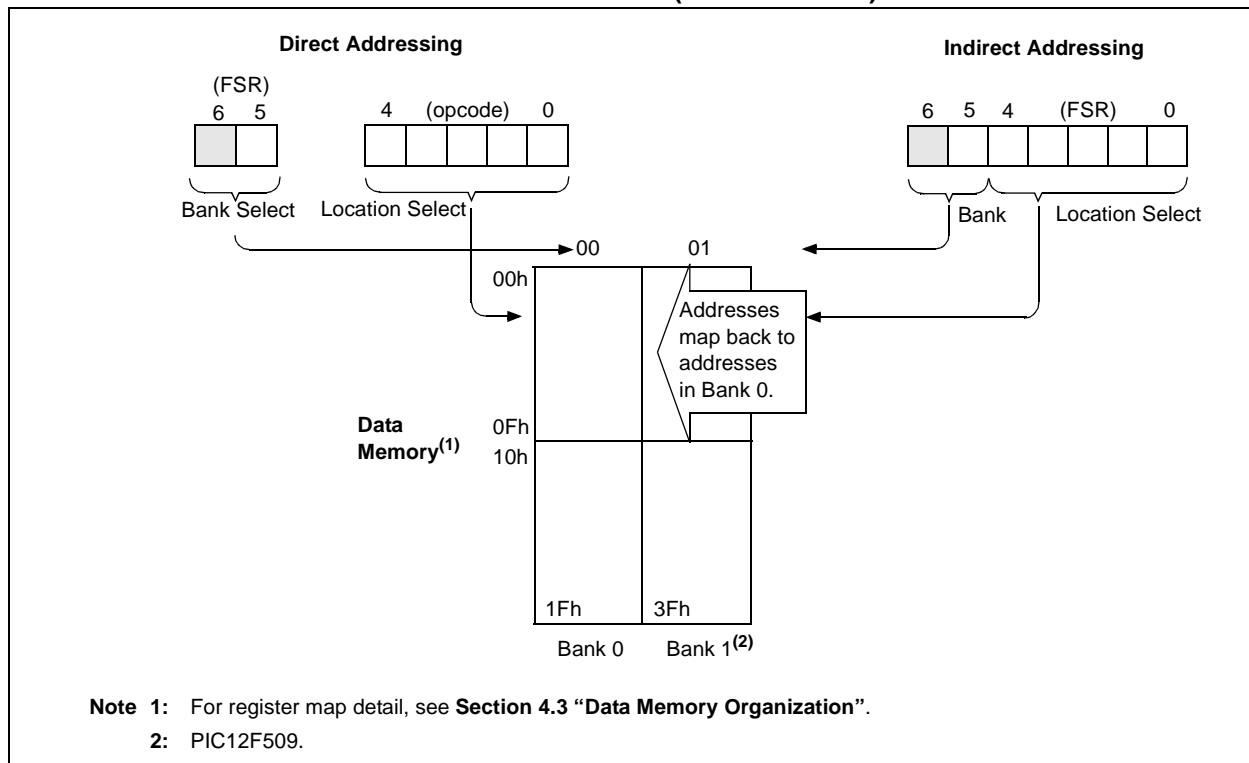 Direct Addressing
Indirect Addressing
(FSR)
6 5
4 (opcode) 0
6 5 4 (FSR) 0
Bank Select
Location Select
Bank
Location Select
00
01
00h
Addresses
map back to
addresses
in Bank 0.
Data
Memory(1)
0Fh
10h
1Fh
3Fh
Bank 0
Bank 1(2)
Note 1: For register map detail, see Section 4.3 “Data Memory Organization”.
2: PIC12F509.